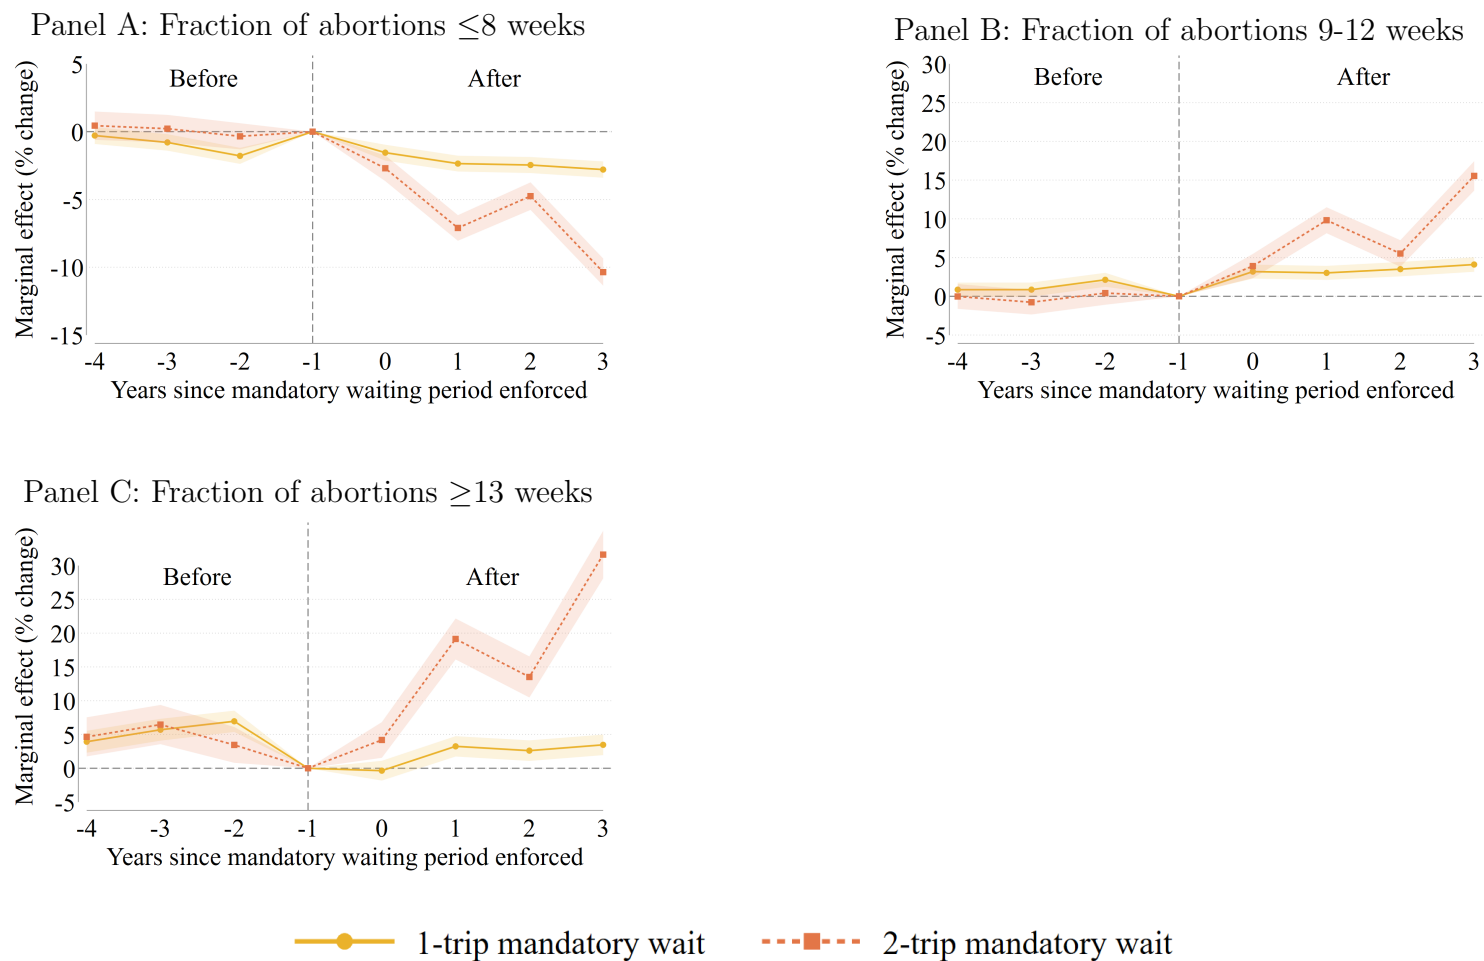 Panel A: Fraction of abortions ≤8 weeks
Marginal effect (% change)
5
0
-5
-10
-15
Before
After
-4 -3 -2 -1 0 1 2 3
Years since mandatory waiting period enforced
Panel B: Fraction of abortions 9-12 weeks
Marginal effect (% change)
30
25
20
15
10
5
0
-5
Before
After
-4 -3 -2 -1 0 1 2 3
Years since mandatory waiting period enforced
Panel C: Fraction of abortions ≥13 weeks
Marginal effect (% change)
30
25
20
15
10
5
0
-5
Before
After
-4 -3 -2 -1 0 1 2 3
Years since mandatory waiting period enforced
1-trip mandatory wait
2-trip mandatory wait